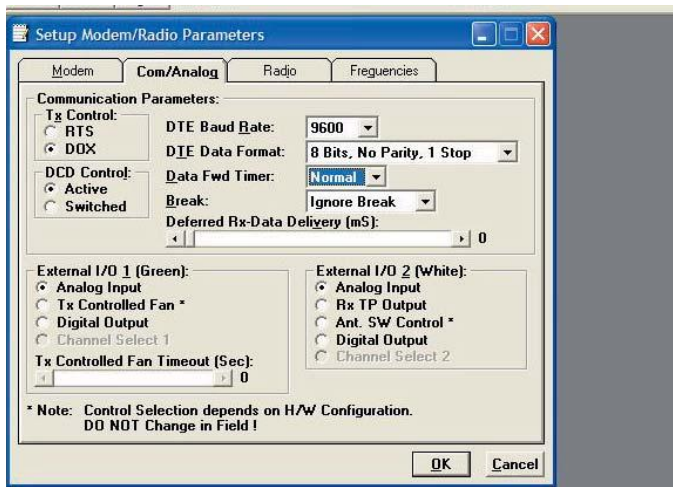 Setup Modem/Radio Parameters
Modem Com/Analog Radio Frequencies
Communication Parameters:
Tx Control:
RTS
DOX
DCD Control:
Active
Switched
DTE Baud Rate: 9600
DTE Data Format: 8 Bits, No Parity, 1 Stop
Data Fwd Timer: Normal
Break: Ignore Break
Deferred Rx-Data Delivery (mS):
0
External I/O 1 (Green):
Analog Input
Tx Controlled Fan *
Digital Output
Channel Select 1
Tx Controlled Fan Timeout (Sec):
0
External I/O 2 (White):
Analog Input
Rx TP Output
Ant. SW Control *
Digital Output
Channel Select 2
* Note: Control Selection depends on H/W Configuration.
DO NOT Change in Field !
OK Cancel